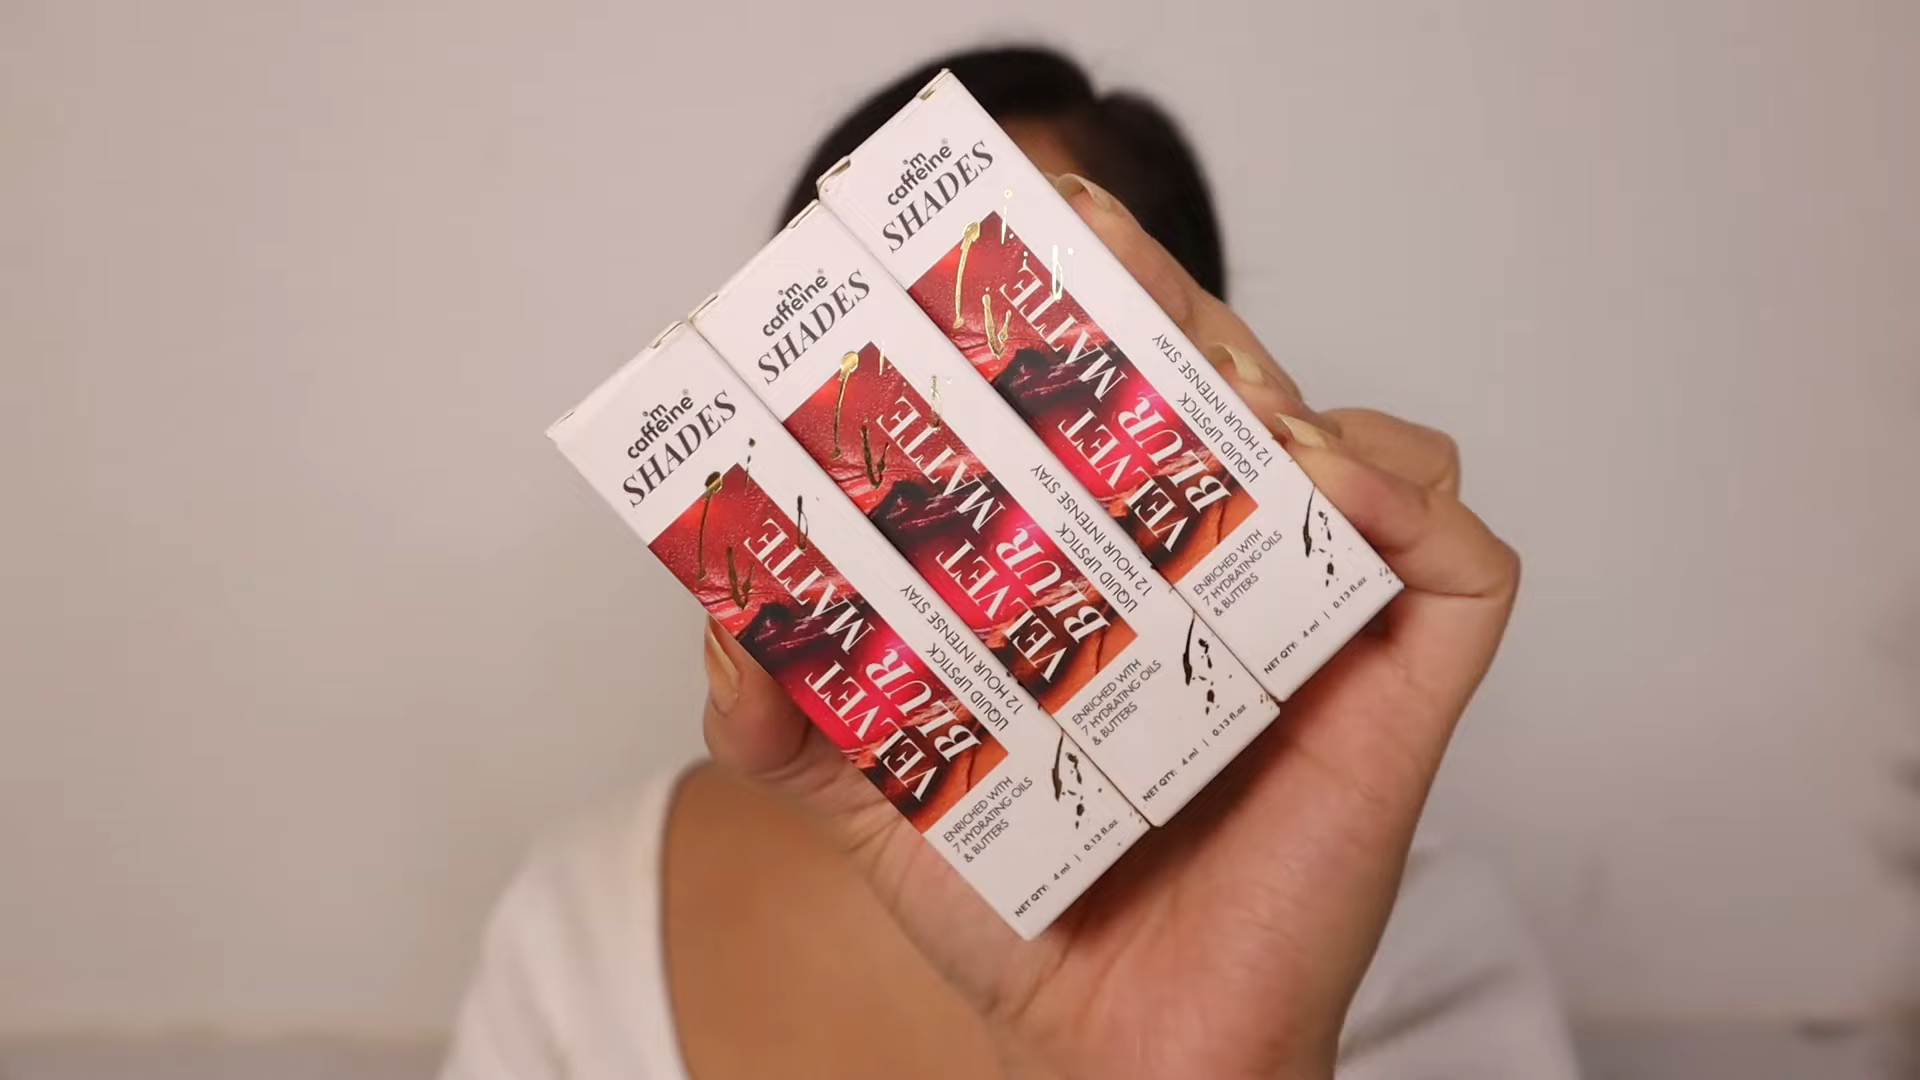 m
caffeine®
SHADES
VELVET MATTE
BLUR
LIQUID LIPSTICK
12 HOUR INTENSE STAY
ENRICHED WITH
7 HYDRATING OILS
& BUTTERS
NET QTY: 4 ml | 0.13 fl.oz
m
caffeine®
SHADES
VELVET MATTE
BLUR
LIQUID LIPSTICK
12 HOUR INTENSE STAY
ENRICHED WITH
7 HYDRATING OILS
& BUTTERS
NET QTY: 4 ml | 0.13 fl.oz
m
caffeine®
SHADES
VELVET MATTE
BLUR
LIQUID LIPSTICK
12 HOUR INTENSE STAY
ENRICHED WITH
7 HYDRATING OILS
& BUTTERS
NET QTY: 4 ml | 0.13 fl.oz